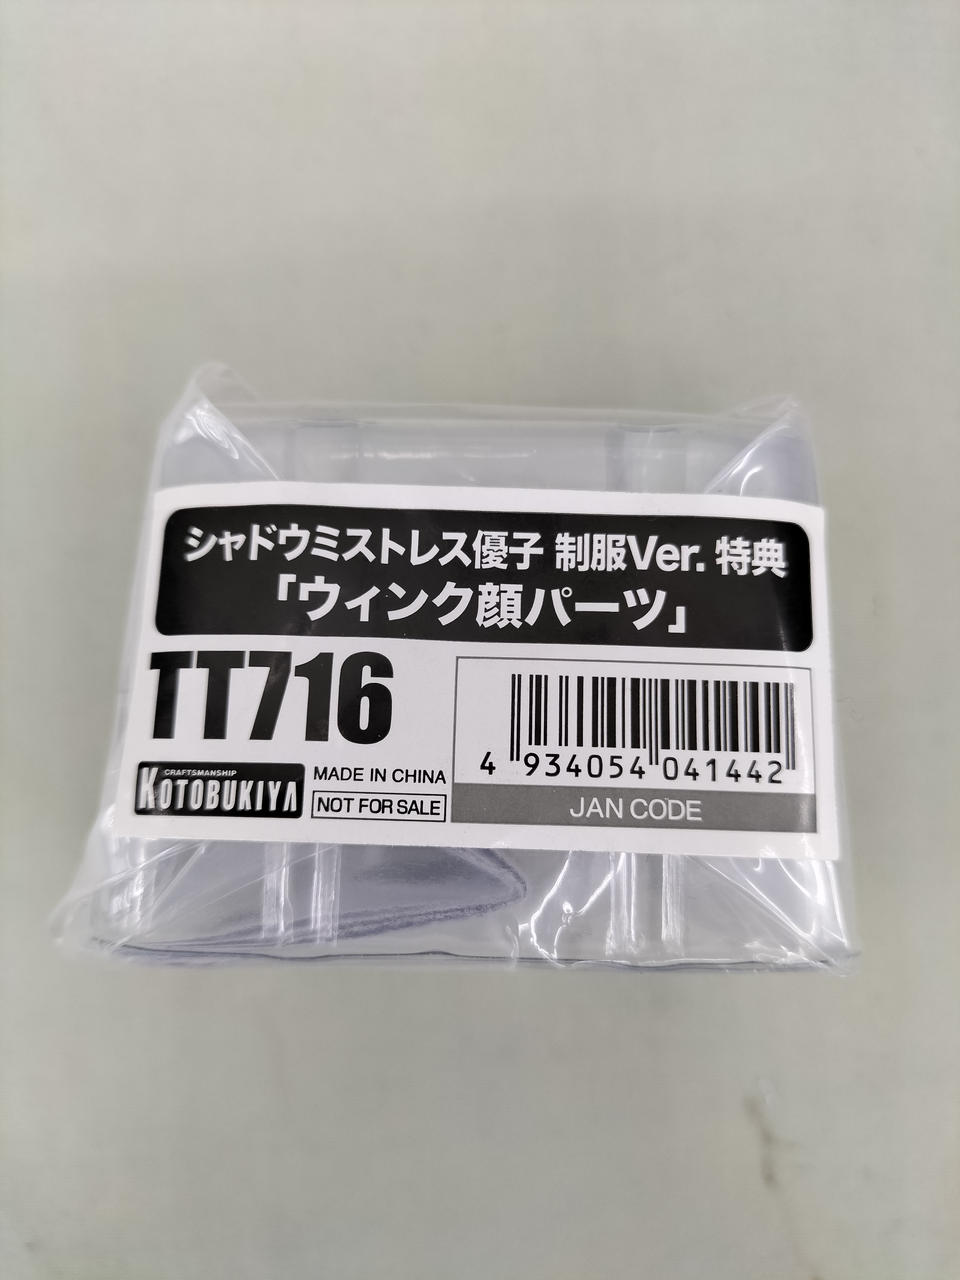 シャドウミストレス優子 制服Ver. 特典
「ウィンク顔パーツ」
TT716
CRAFTSMANSHIP
KOTOBUKIYA
MADE IN CHINA
NOT FOR SALE
4 934054 041442
JAN CODE